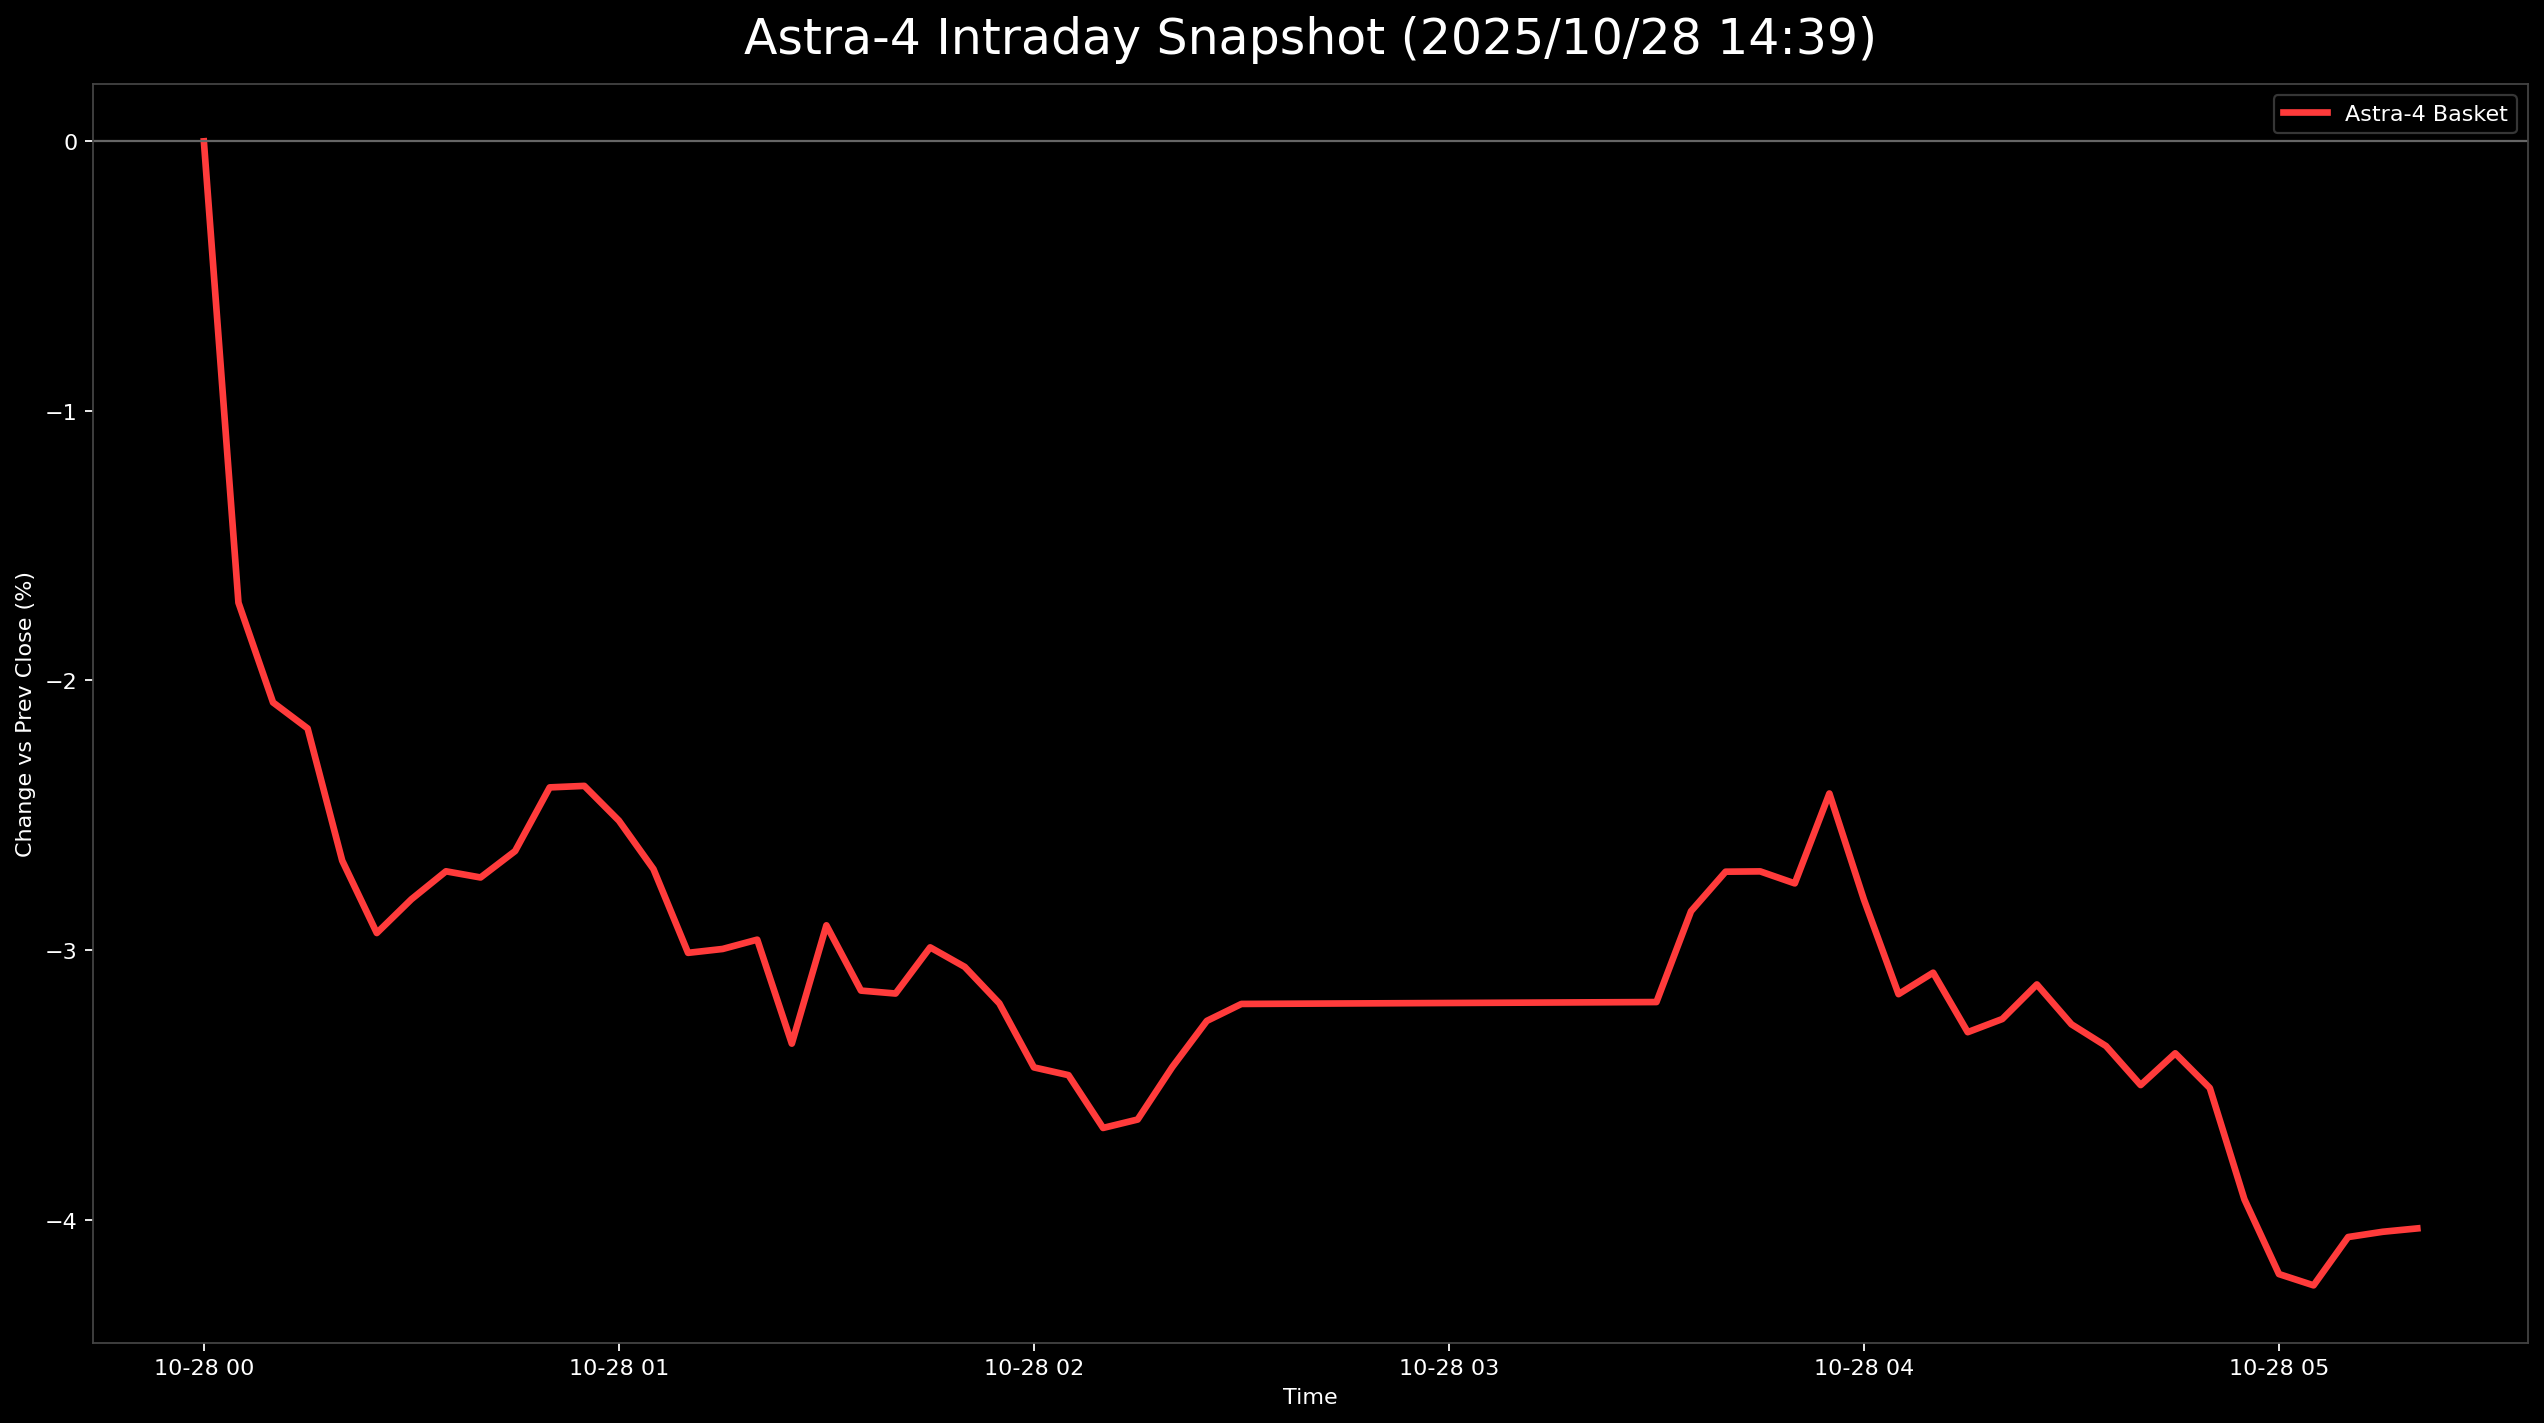 Astra-4 Intraday Snapshot (2025/10/28 14:39)
Astra-4 Basket
Change vs Prev Close (%)
0
−1
−2
−3
−4
10-28 00
10-28 01
10-28 02
10-28 03
10-28 04
10-28 05
Time